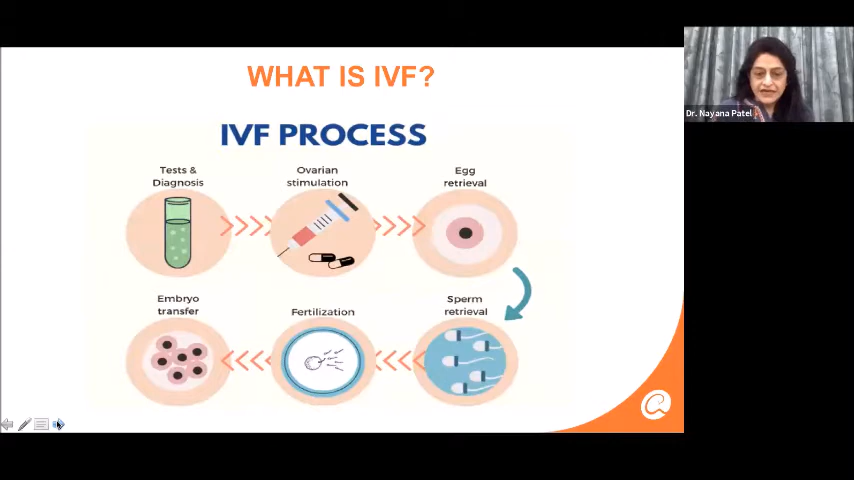 WHAT IS IVF?
Dr. Nayana Patel
IVF PROCESS
Tests &
Diagnosis
Ovarian
stimulation
Egg
retrieval
Embryo
transfer
Fertilization
Sperm
retrieval